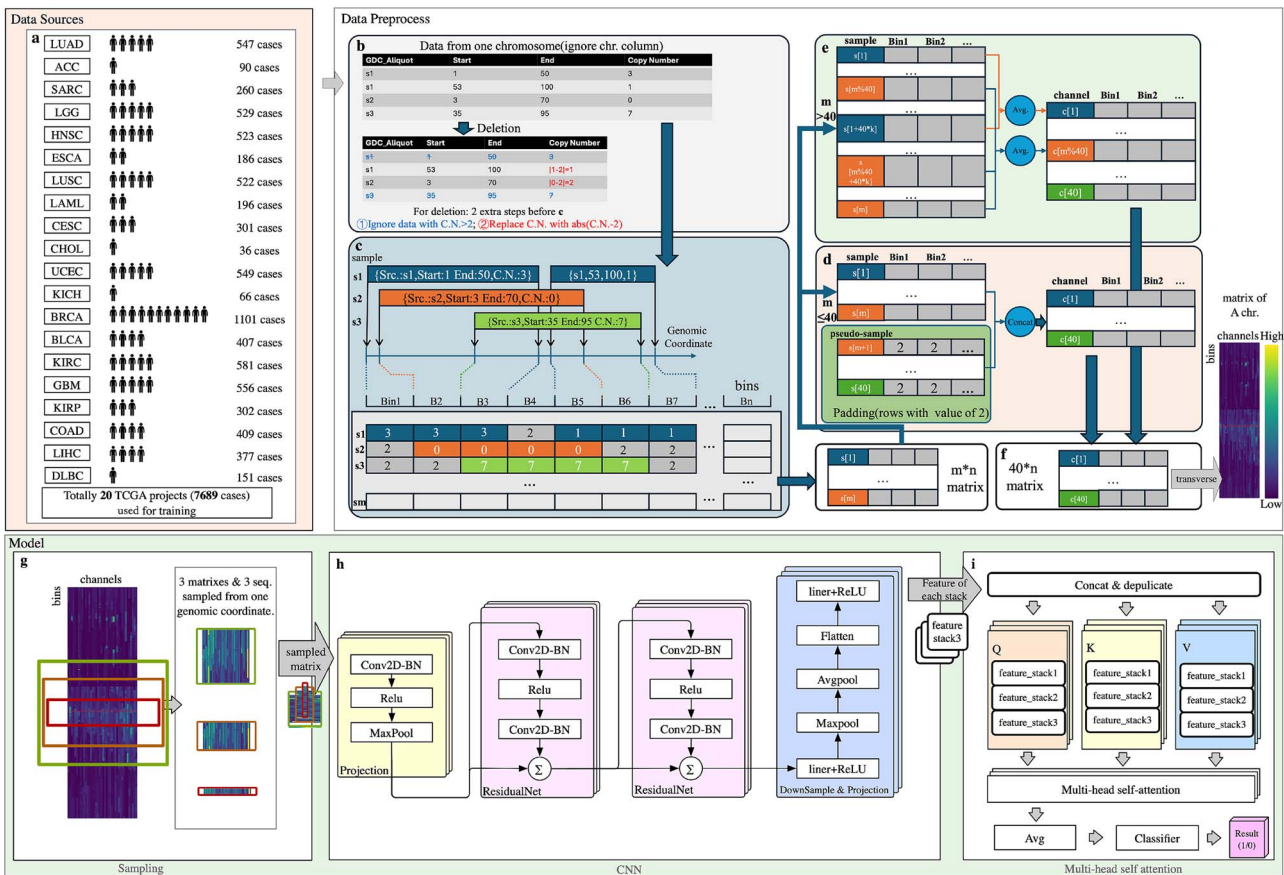 Data Sources
a
LUAD 547 cases
ACC 90 cases
SARC 260 cases
LGG 529 cases
HNSC 523 cases
ESCA 186 cases
LUSC 522 cases
LAML 196 cases
CESC 301 cases
CHOL 36 cases
UCEC 549 cases
KICH 66 cases
BRCA 1101 cases
BLCA 407 cases
KIRC 581 cases
GBM 556 cases
KIRP 302 cases
COAD 409 cases
LIHC 377 cases
DLBC 151 cases
Totally 20 TCGA projects (7689 cases)
used for training
Data Preprocess
b
Data from one chromosome(ignore chr. column)
GDC_Aliquot Start End Copy Number
s1 1 50 3
s1 53 100 1
s2 3 70 0
s3 35 95 7
Deletion
GDC_Aliquot Start End Copy Number
s1 1 50 3
s1 53 100 |1-2|=1
s2 3 70 |0-2|=2
s3 35 95 7
For deletion: 2 extra steps before c
①Ignore data with C.N.>2; ②Replace C.N. with abs(C.N.-2)
c
sample
s1 {Src.:s1,Start:1 End:50,C.N.:3} {s1,53,100,1}
s2 {Src.:s2,Start:3 End:70,C.N.:0}
s3 {Src.:s3,Start:35 End:95 C.N.:7}
Genomic
Coordinate
bins
Bin1 B2 B3 B4 B5 B6 B7 ... Bn
s1 3 3 3 2 1 1 1
s2 2 0 0 0 0 2 2 ...
s3 2 2 7 7 7 7 2
...
sm
e
sample Bin1 Bin2 ...
s[1]
...
s[m%40]
m
>40
...
s[1+40*k]
...
s
[m%40
+40*k]
...
s[m]
Avg.
Avg.
channel Bin1 Bin2 ...
c[1]
...
c[m%40]
...
c[40]
d
sample Bin1 Bin2 ...
s[1]
...
s[m]
m
≤40
pseudo-sample
s[m+1] 2 2 ...
...
s[40] 2 2 ...
Padding(rows with value of 2)
Concat
channel Bin1 Bin2 ...
c[1]
...
c[40]
s[1]
...
s[m]
m*n
matrix
f
40*n
matrix
c[1]
...
c[40]
transverse
matrix of
A chr.
channels
bins
High
Low
Model
g
channels
bins
3 matrixes & 3 seq.
sampled from one
genomic coordinate.
sampled
matrix
Sampling
h
Conv2D-BN
Relu
MaxPool
Projection
Conv2D-BN
Relu
Conv2D-BN
Σ
ResidualNet
Conv2D-BN
Relu
Conv2D-BN
Σ
ResidualNet
liner+ReLU
Flatten
Avgpool
Maxpool
liner+ReLU
DownSample & Projection
CNN
Feature of
each stack
feature
stack3
i
Concat & depulicate
Q
feature_stack1
feature_stack2
feature_stack3
K
feature_stack1
feature_stack2
feature_stack3
V
feature_stack1
feature_stack2
feature_stack3
Multi-head self-attention
Avg
Classifier
Result
(1/0)
Multi-head self attention